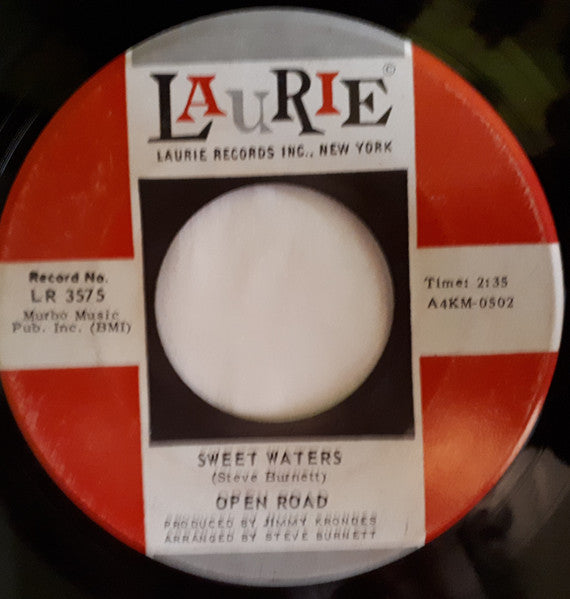 LAURIE ©
LAURIE RECORDS INC., NEW YORK
Record No.
LR 3575
Murbo Music
Pub. Inc. (BMI)
Time: 2:35
A4KM-0502
SWEET WATERS
(Steve Burnett)
OPEN ROAD
PRODUCED BY JIMMY KRONDES
ARRANGED BY STEVE BURNETT